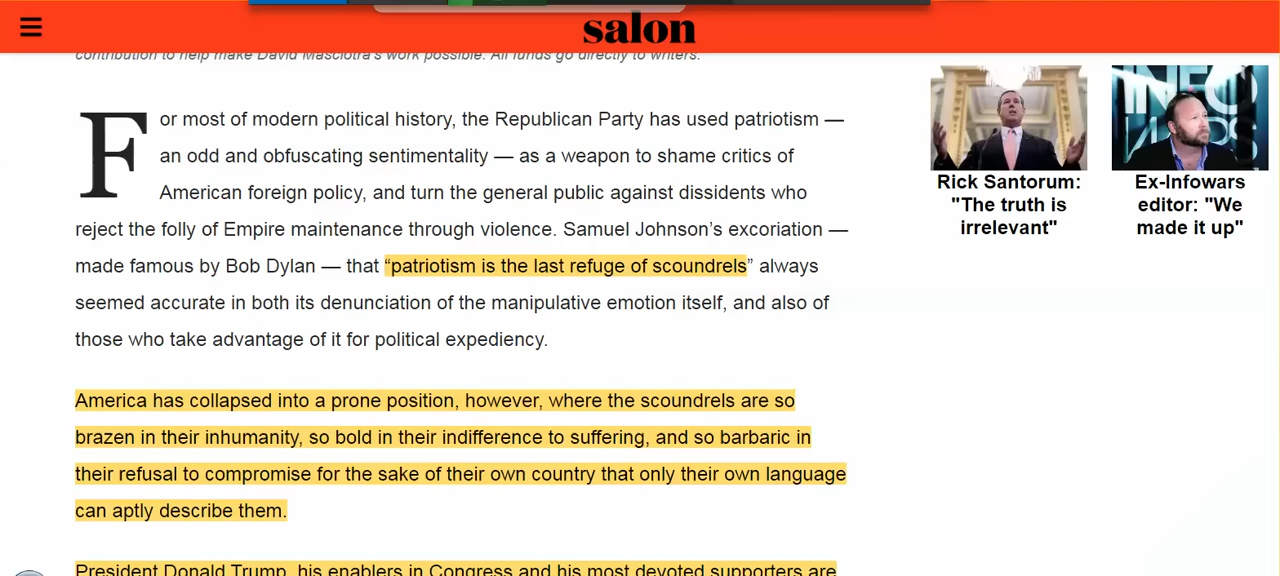 salon
contribution to help make David Masciotra's work possible. All funds go directly to writers.
For most of modern political history, the Republican Party has used patriotism —
an odd and obfuscating sentimentality — as a weapon to shame critics of
American foreign policy, and turn the general public against dissidents who
reject the folly of Empire maintenance through violence. Samuel Johnson’s excoriation —
made famous by Bob Dylan — that “patriotism is the last refuge of scoundrels” always
seemed accurate in both its denunciation of the manipulative emotion itself, and also of
those who take advantage of it for political expediency.
America has collapsed into a prone position, however, where the scoundrels are so
brazen in their inhumanity, so bold in their indifference to suffering, and so barbaric in
their refusal to compromise for the sake of their own country that only their own language
can aptly describe them.
President Donald Trump, his enablers in Congress and his most devoted supporters are
INFO
WARS
Rick Santorum:
"The truth is
irrelevant"
Ex-Infowars
editor: "We
made it up"